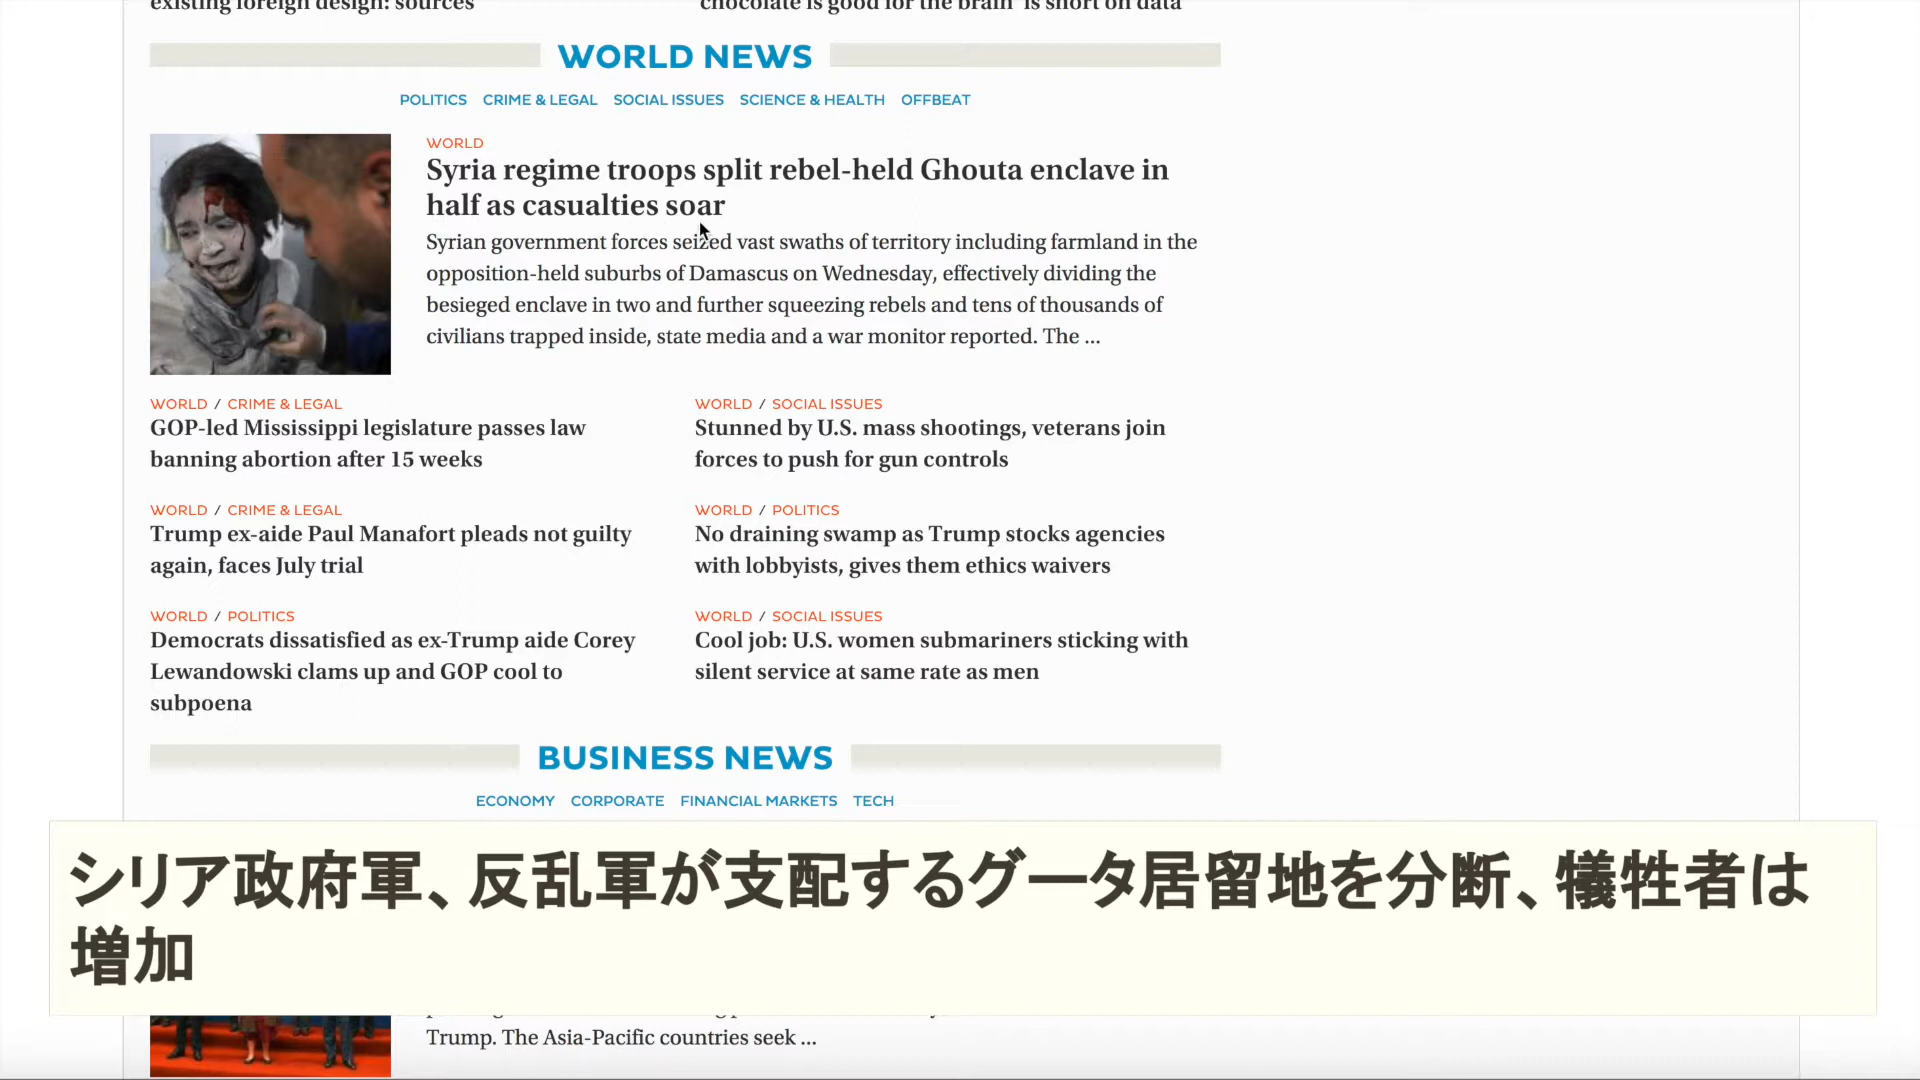 existing foreign design: sources
chocolate is good for the brain' is short on data
WORLD NEWS
POLITICS CRIME & LEGAL SOCIAL ISSUES SCIENCE & HEALTH OFFBEAT
WORLD
Syria regime troops split rebel-held Ghouta enclave in
half as casualties soar
Syrian government forces seized vast swaths of territory including farmland in the
opposition-held suburbs of Damascus on Wednesday, effectively dividing the
besieged enclave in two and further squeezing rebels and tens of thousands of
civilians trapped inside, state media and a war monitor reported. The ...
WORLD / CRIME & LEGAL
GOP-led Mississippi legislature passes law
banning abortion after 15 weeks
WORLD / SOCIAL ISSUES
Stunned by U.S. mass shootings, veterans join
forces to push for gun controls
WORLD / CRIME & LEGAL
Trump ex-aide Paul Manafort pleads not guilty
again, faces July trial
WORLD / POLITICS
No draining swamp as Trump stocks agencies
with lobbyists, gives them ethics waivers
WORLD / POLITICS
Democrats dissatisfied as ex-Trump aide Corey
Lewandowski clams up and GOP cool to
subpoena
WORLD / SOCIAL ISSUES
Cool job: U.S. women submariners sticking with
silent service at same rate as men
BUSINESS NEWS
ECONOMY CORPORATE FINANCIAL MARKETS TECH
シリア政府軍、反乱軍が支配するグータ居留地を分断、犠牲者は
増加
Trump. The Asia-Pacific countries seek ...